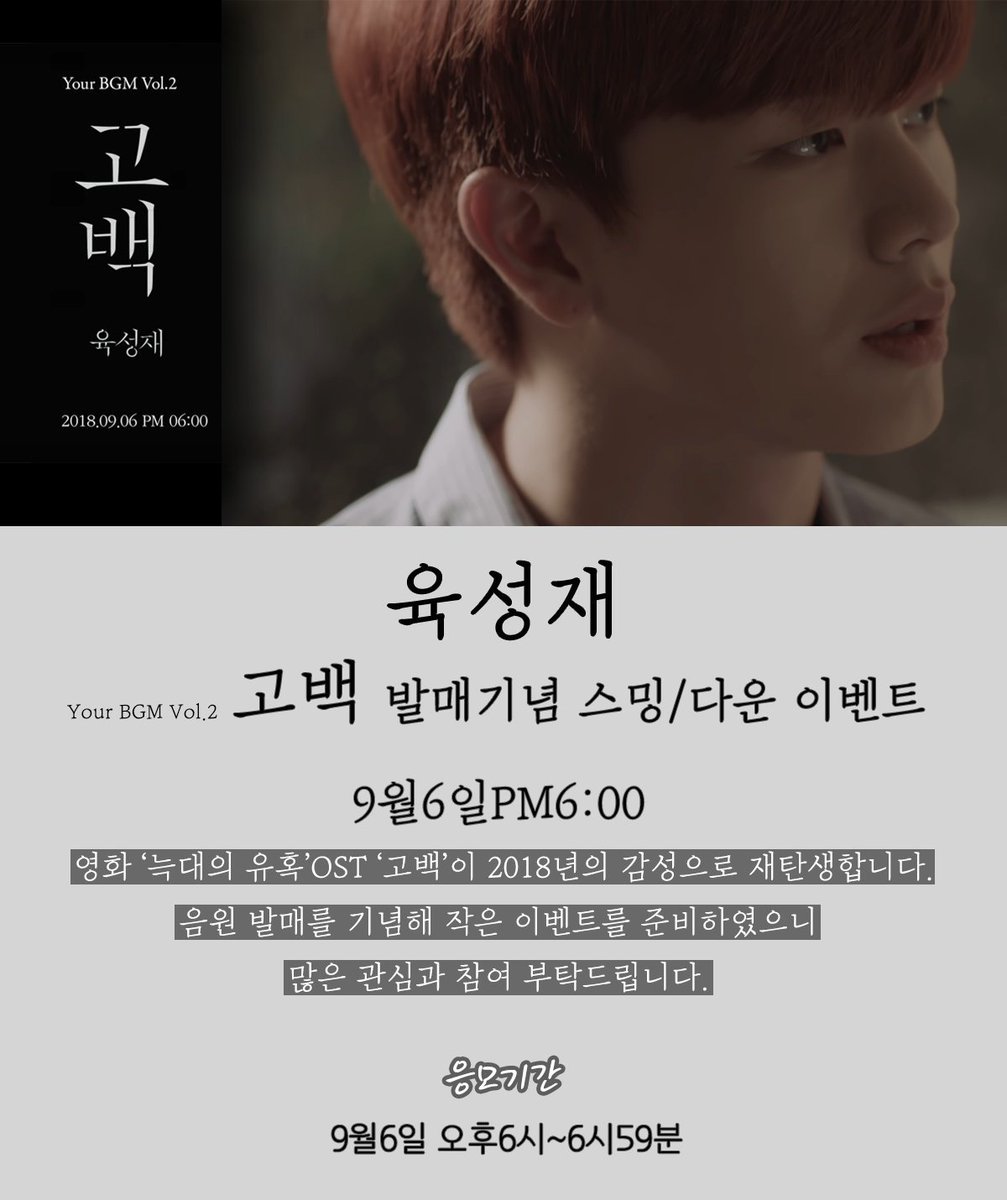 Your BGM Vol.2
고
백
육성재
2018.09.06 PM 06:00
육성재
Your BGM Vol.2 고백 발매기념 스밍/다운 이벤트
9월6일PM6:00
영화 ‘늑대의 유혹’OST ‘고백’이 2018년의 감성으로 재탄생합니다.
음원 발매를 기념해 작은 이벤트를 준비하였으니
많은 관심과 참여 부탁드립니다.
응모기간
9월6일 오후6시~6시59분